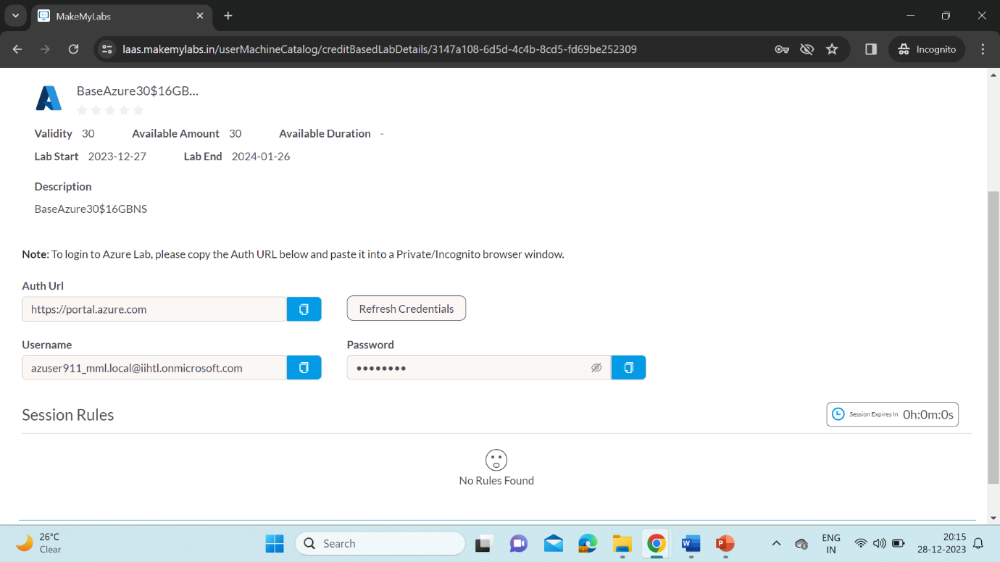 MakeMyLabs
laas.makemylabs.in/userMachineCatalog/creditBasedLabDetails/3147a108-6d5d-4c4b-8cd5-fd69be252309
Incognito
BaseAzure30$16GB...
Validity 30 Available Amount 30 Available Duration -
Lab Start 2023-12-27 Lab End 2024-01-26
Description
BaseAzure30$16GBNS
Note: To login to Azure Lab, please copy the Auth URL below and paste it into a Private/Incognito browser window.
Auth Url
https://portal.azure.com Refresh Credentials
Username Password
azuser911_mml.local@iihtl.onmicrosoft.com ••••••••
Session Rules Session Expires In 0h:0m:0s
No Rules Found
26°C
Clear
Search
ENG
IN
20:15
28-12-2023